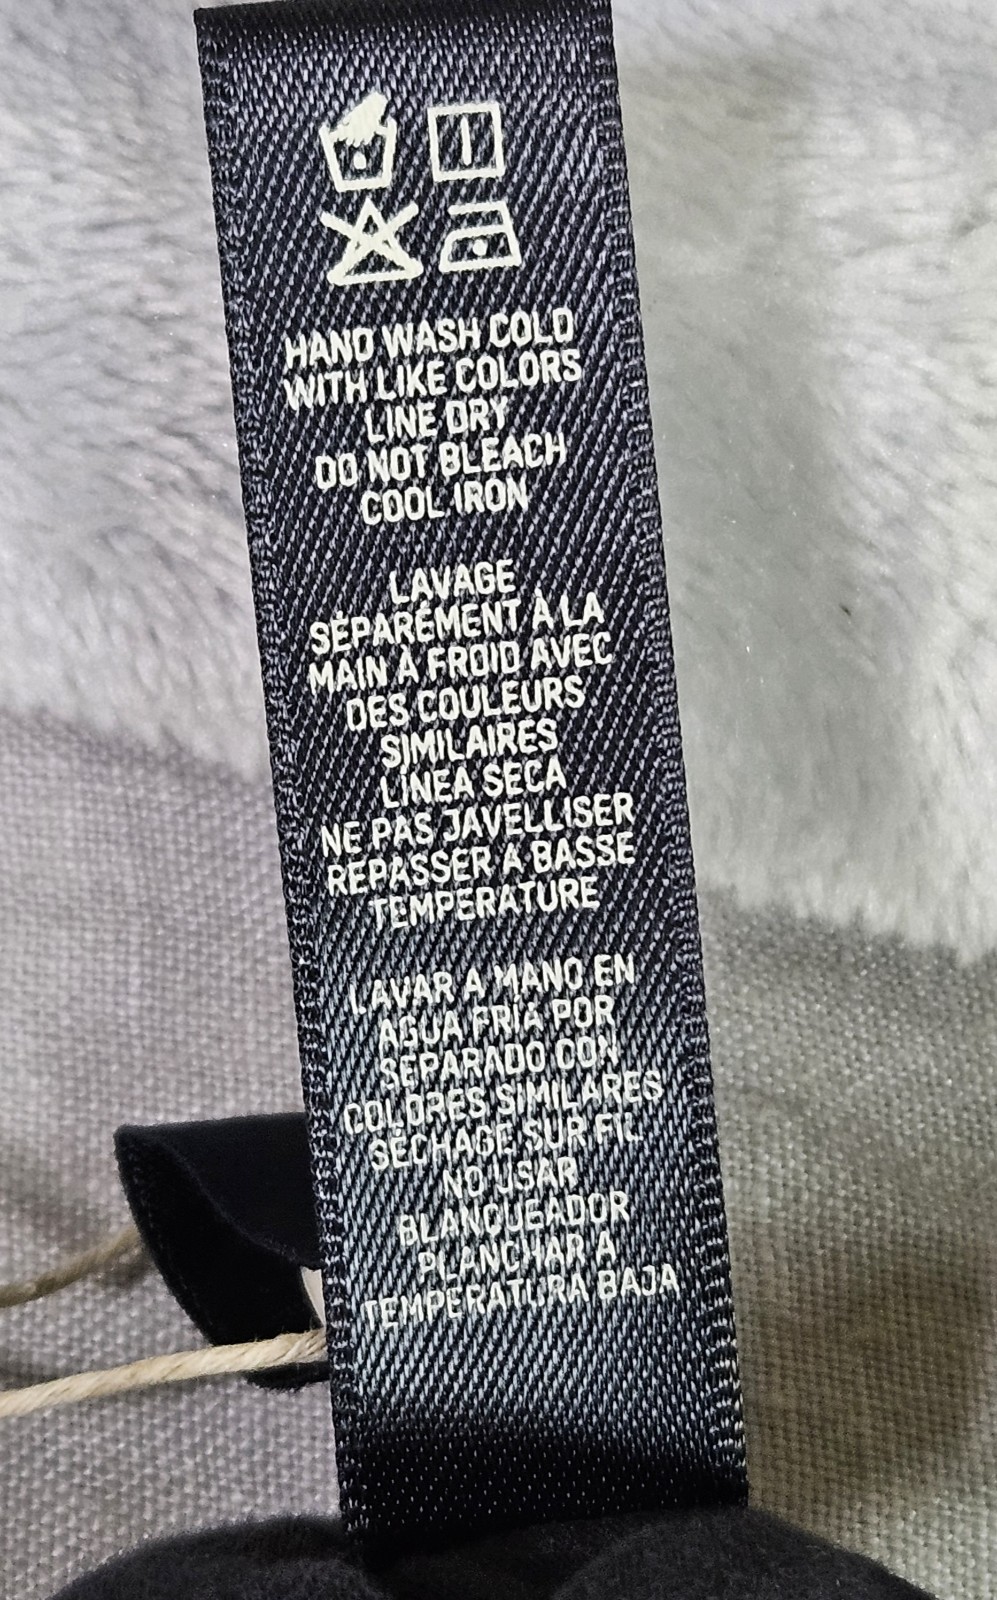 HAND WASH COLD
WITH LIKE COLORS
LINE DRY
DO NOT BLEACH
COOL IRON
LAVAGE
SÉPARÉMENT À LA
MAIN À FROID AVEC
DES COULEURS
SIMILAIRES
LÍNEA SECA
NE PAS JAVELLISER
REPASSER A BASSE
TEMPERATURE
LAVAR A MANO EN
AGUA FRÍA POR
SEPARADO CON
COLORES SIMILARES
SÉCHAGE SUR FIL
NO USAR
BLANQUEADOR
PLANCHAR A
TEMPERATURA BAJA